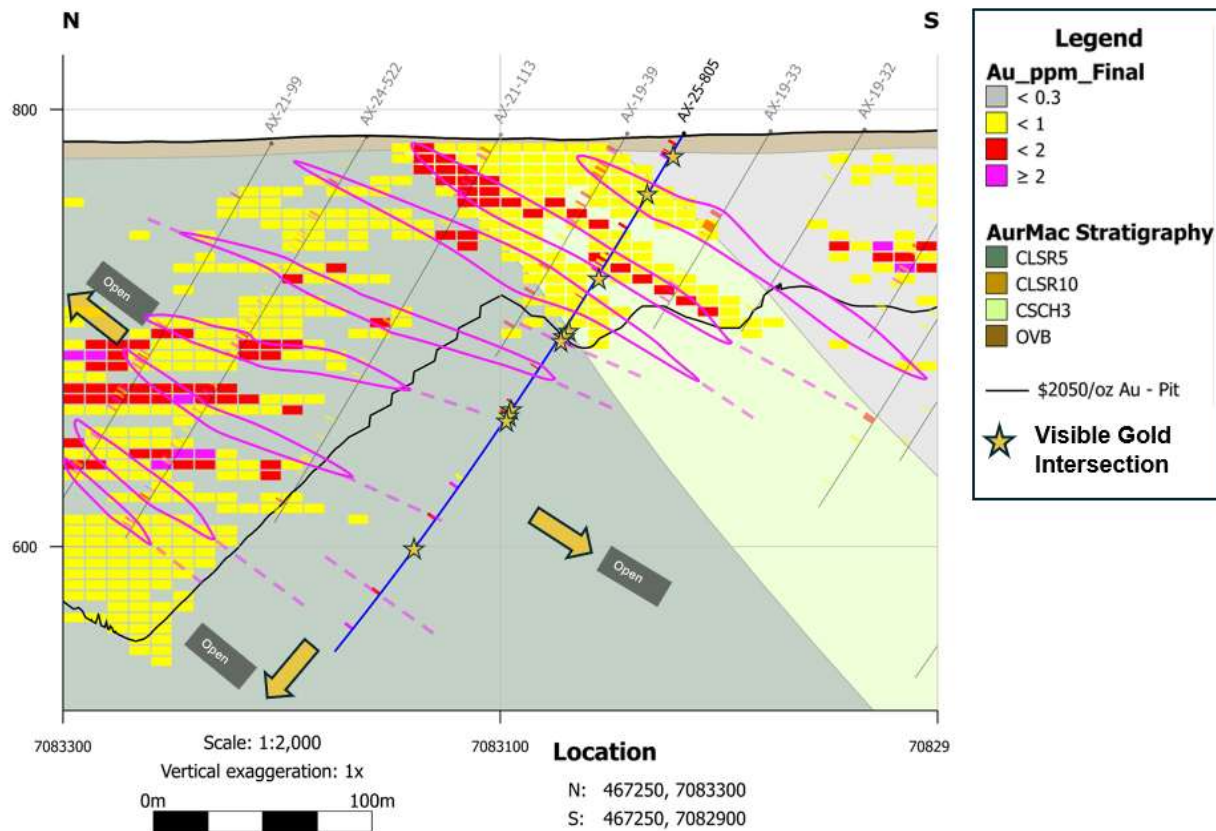 N
S
AX-21-99
AX-24-522
AX-21-113
AX-19-39
AX-25-805
AX-19-33
AX-19-32
800
600
Open
Open
Open
7083300
7083100
70829
Scale: 1:2,000
Vertical exaggeration: 1x
0m
100m
Location
N: 467250, 7083300
S: 467250, 7082900
Legend
Au_ppm_Final
< 0.3
< 1
< 2
≥ 2
AurMac Stratigraphy
CLSR5
CLSR10
CSCH3
OVB
$2050/oz Au - Pit
Visible Gold
Intersection